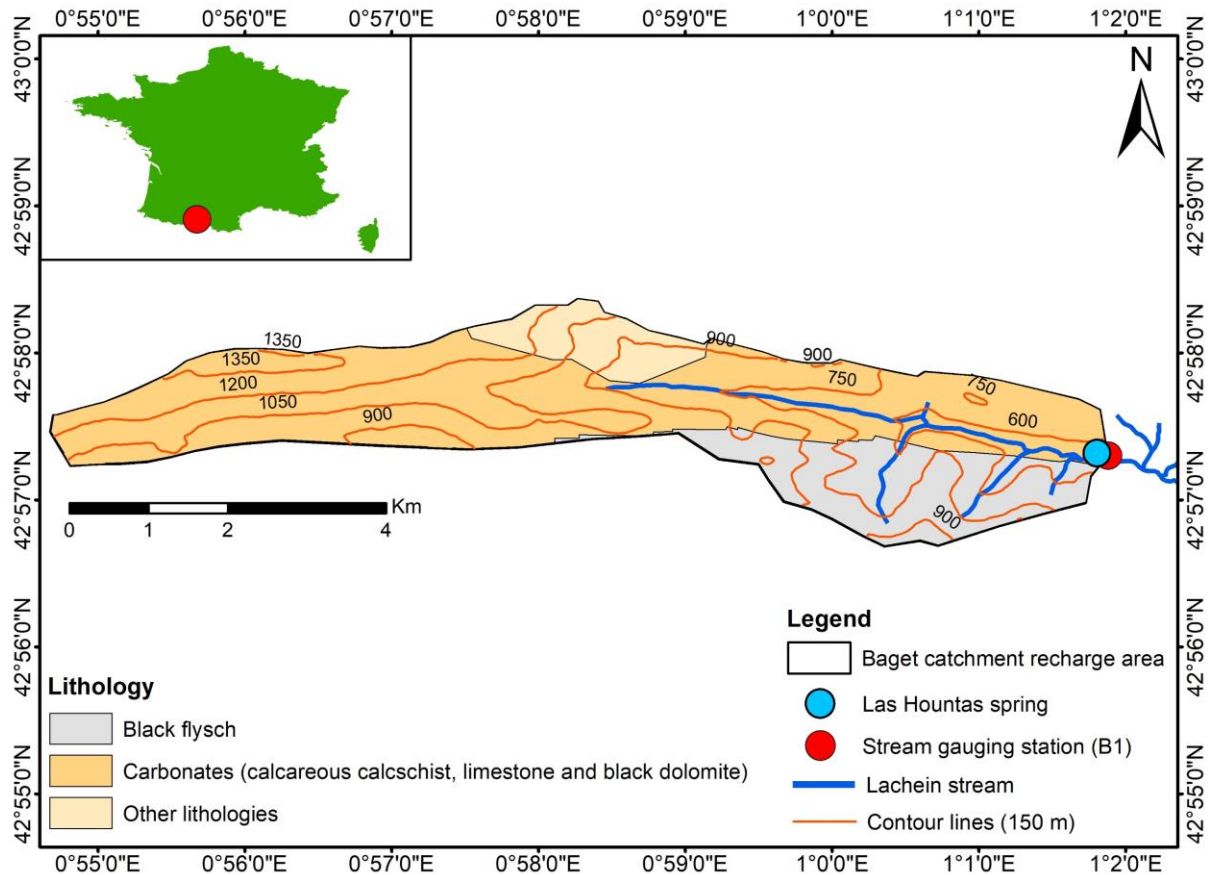 0°55'0"E 0°56'0"E 0°57'0"E 0°58'0"E 0°59'0"E 1°0'0"E 1°1'0"E 1°2'0"E
43°0'0"N
42°59'0"N
42°58'0"N
42°57'0"N
42°56'0"N
42°55'0"N
N
43°0'0"N
42°59'0"N
42°58'0"N
42°57'0"N
42°56'0"N
42°55'0"N
1350
1350
1200
1050
900
900
900
750
750
600
900
Km
0 1 2 4
Lithology
Black flysch
Carbonates (calcareous calcschist, limestone and black dolomite)
Other lithologies
Legend
Baget catchment recharge area
Las Hountas spring
Stream gauging station (B1)
Lachein stream
Contour lines (150 m)
0°55'0"E 0°56'0"E 0°57'0"E 0°58'0"E 0°59'0"E 1°0'0"E 1°1'0"E 1°2'0"E